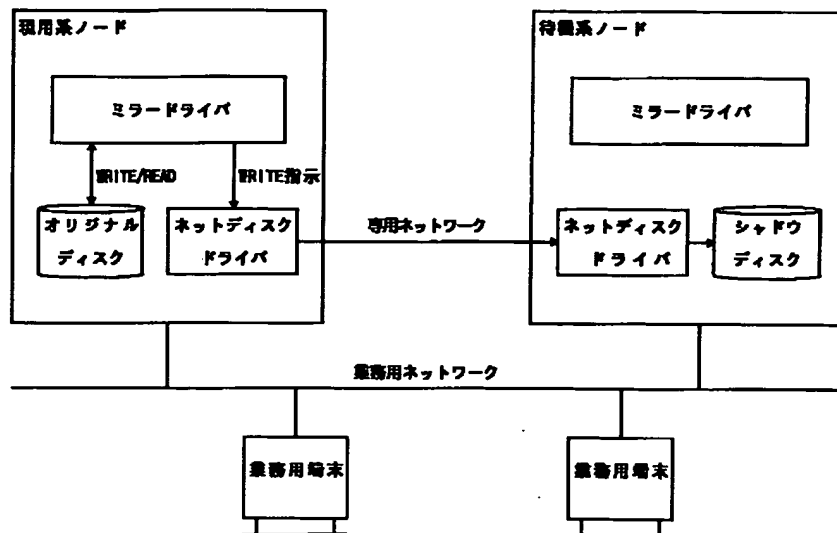 現用系ノード
待機系ノード
ミラードライバ
ミラードライバ
WRITE/READ
WRITE指示
オリジナル
ディスク
ネットディスク
ドライバ
専用ネットワーク
ネットディスク
ドライバ
シャドウ
ディスク
業務用ネットワーク
業務用端末
業務用端末